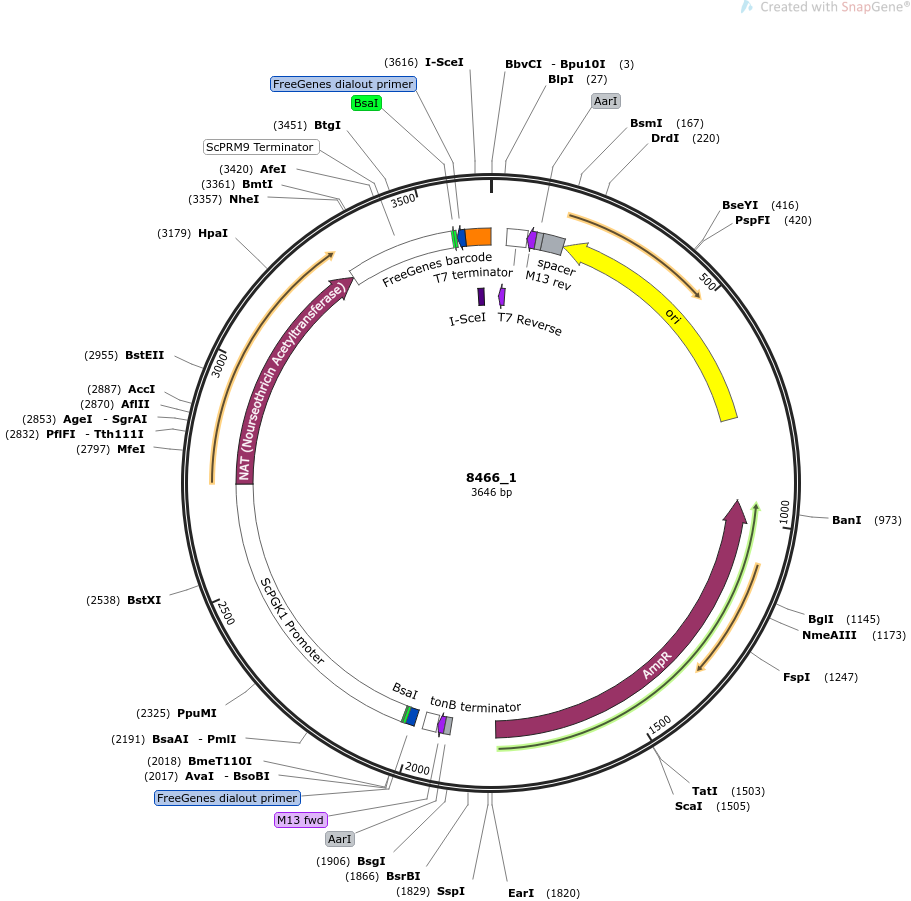 Created with SnapGene®
(3616) I-SceI
BbvCI - Bpu10I (3)
BlpI (27)
FreeGenes dialout primer
BsaI
AarI
(3451) BtgI
BsmI (167)
DrdI (220)
ScPRM9 Terminator
(3420) AfeI
(3361) BmtI
(3357) NheI
3500
BseYI (416)
PspFI (420)
(3179) HpaI
FreeGenes barcode
T7 terminator
spacer
M13 rev
500
I-SceI
T7 Reverse
ori
NAT (Nourseothricin Acetyltransferase)
3000
(2955) BstEII
(2887) AccI
(2870) AflII
(2853) AgeI - SgrAI
(2832) PflFI - Tth111I
(2797) MfeI
8466_1
3646 bp
1000
BanI (973)
(2538) BstXI
2500
ScPGK1 Promoter
BglI (1145)
NmeAIII (1173)
FspI (1247)
AmpR
BsaI
tonB terminator
(2325) PpuMI
1500
(2191) BsaAI - PmlI
(2018) BmeT110I
(2017) AvaI - BsoBI
2000
FreeGenes dialout primer
TatI (1503)
ScaI (1505)
M13 fwd
AarI
(1906) BsgI
(1866) BsrBI
(1829) SspI
EarI (1820)